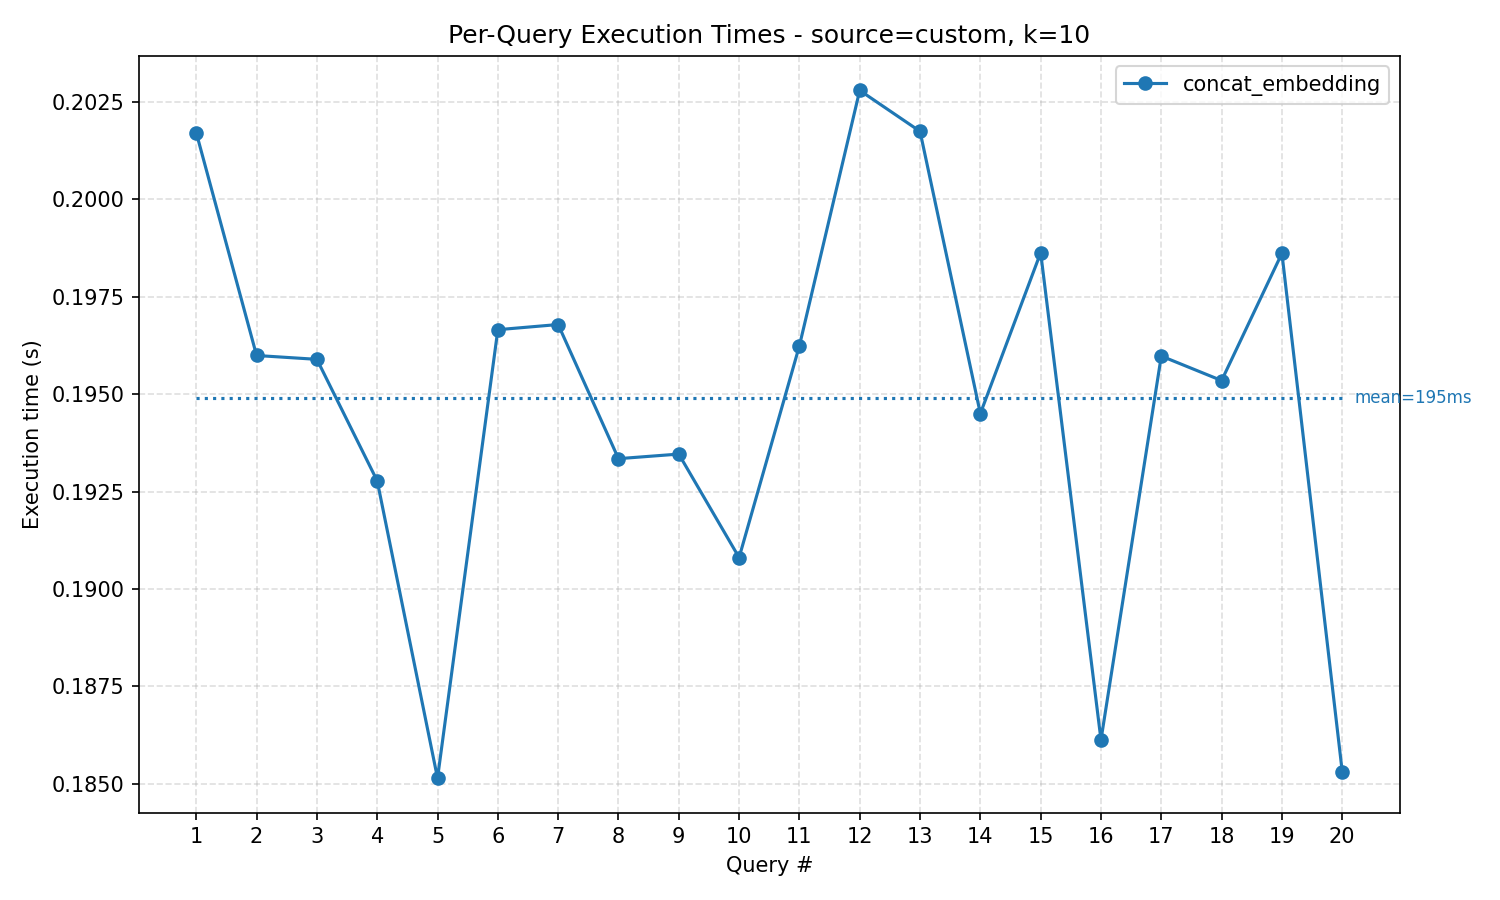 Per-Query Execution Times - source=custom, k=10
concat_embedding
0.2025
0.2000
0.1975
0.1950
0.1925
0.1900
0.1875
0.1850
Execution time (s)
mean=195ms
1 2 3 4 5 6 7 8 9 10 11 12 13 14 15 16 17 18 19 20
Query #